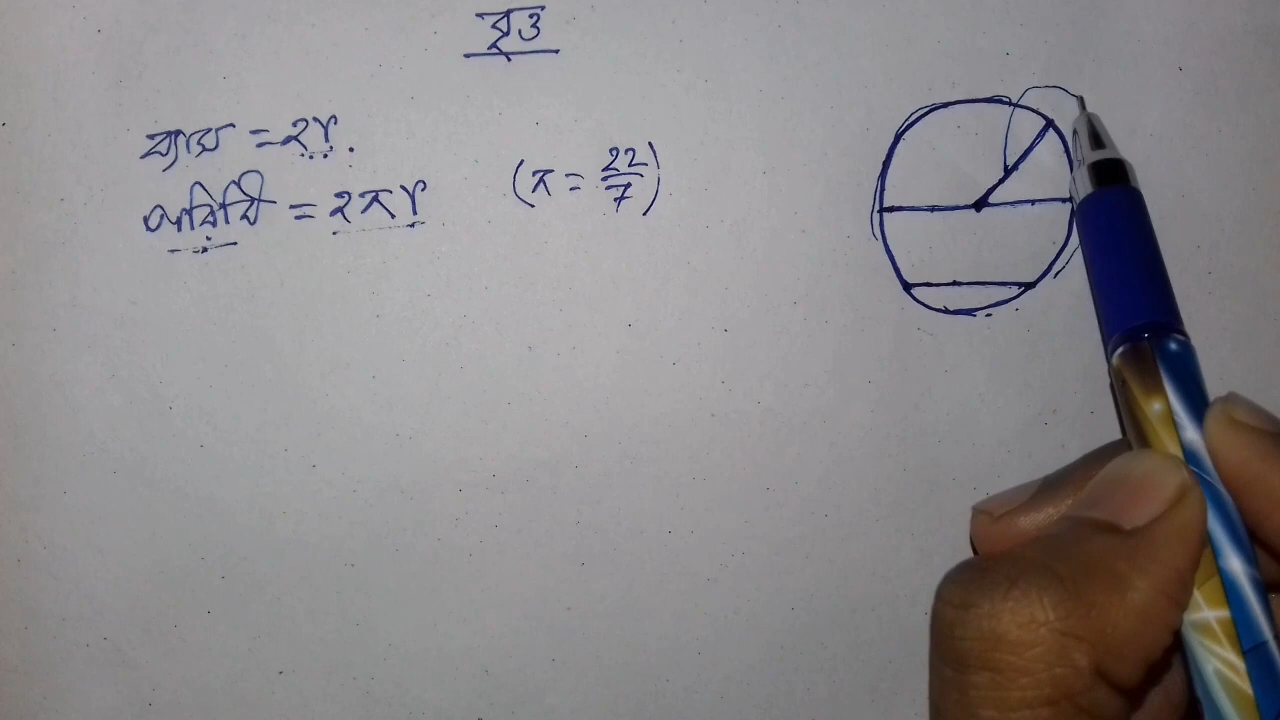 বৃত্ত
ব্যাস = 2r.
পরিধি = 2πr (π = 22/7)